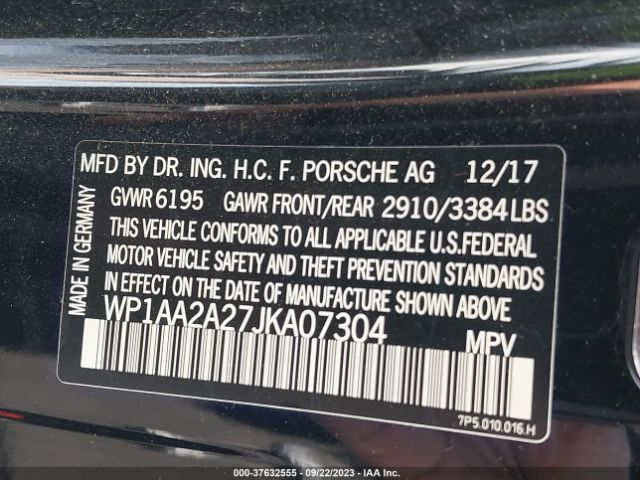 MFD BY DR. ING. H.C. F. PORSCHE AG 12/17
GVWR 6195 GAWR FRONT/REAR 2910/3384 LBS
THIS VEHICLE CONFORMS TO ALL APPLICABLE U.S.FEDERAL
MOTOR VEHICLE SAFETY AND THEFT PREVENTION STANDARDS
IN EFFECT ON THE DATE OF MANUFACTURE SHOWN ABOVE
WP1AA2A27JKA07304 MPV
MADE IN GERMANY
7P5.010.016.H
000-37632555 - 09/22/2023 - IAA Inc.